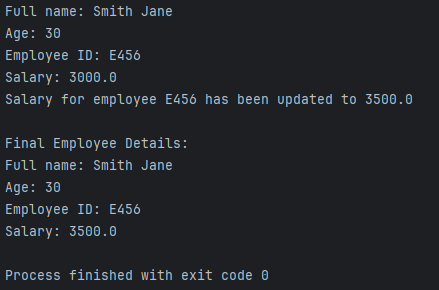 Full name: Smith Jane
Age: 30
Employee ID: E456
Salary: 3000.0
Salary for employee E456 has been updated to 3500.0

Final Employee Details:
Full name: Smith Jane
Age: 30
Employee ID: E456
Salary: 3500.0

Process finished with exit code 0